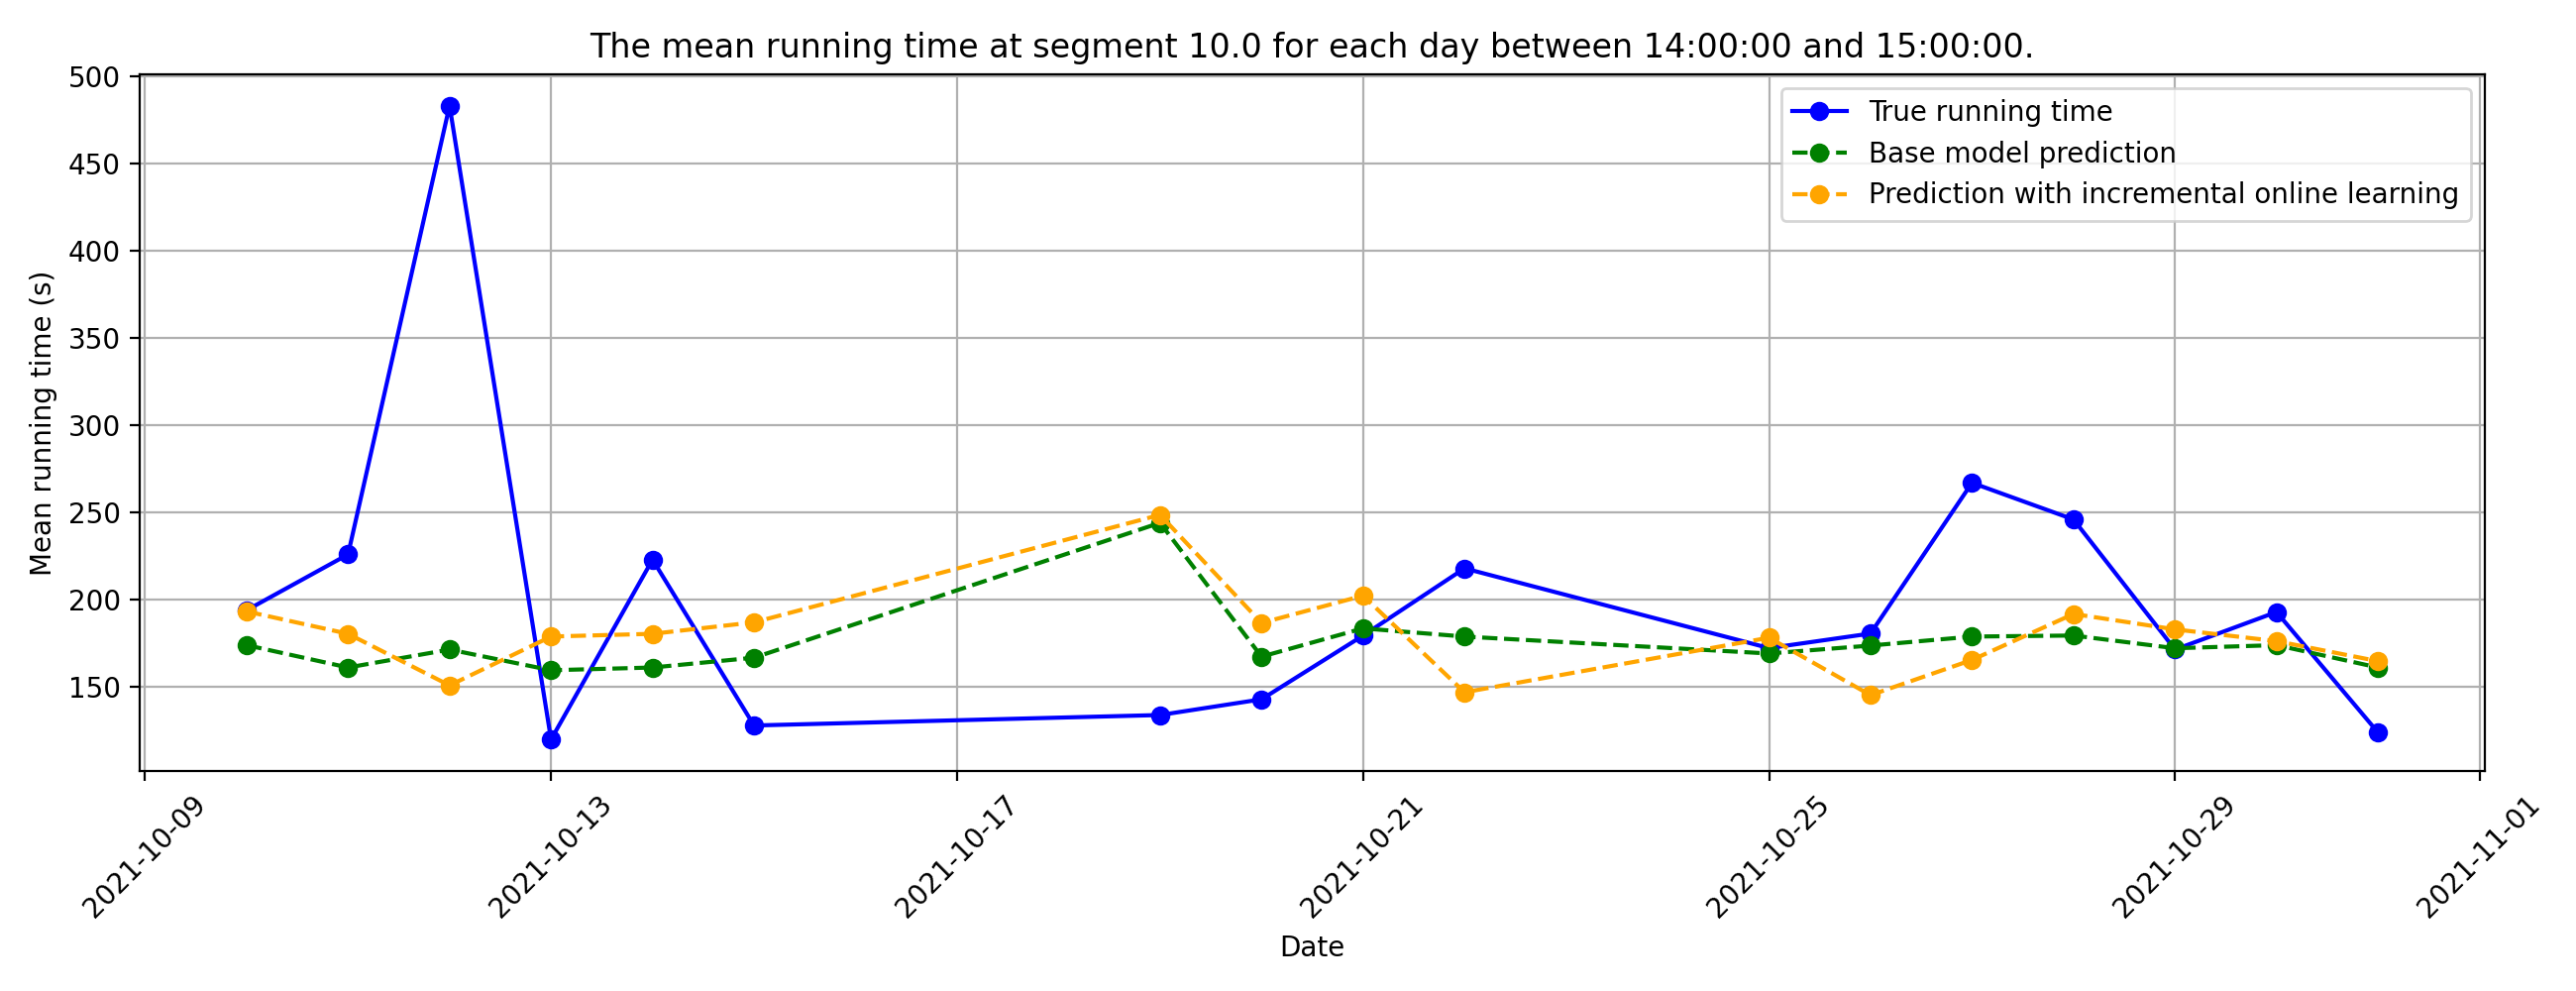 The mean running time at segment 10.0 for each day between 14:00:00 and 15:00:00.
500
450
400
350
300
250
200
150
Mean running time (s)
True running time
Base model prediction
Prediction with incremental online learning
2021-10-09
2021-10-13
2021-10-17
2021-10-21
2021-10-25
2021-10-29
2021-11-01
Date